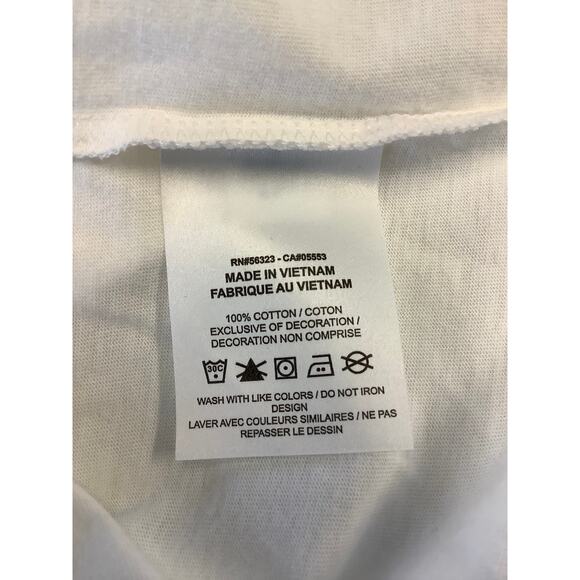 RN#56323 - CA#05553
MADE IN VIETNAM
FABRIQUE AU VIETNAM
100% COTTON / COTON
EXCLUSIVE OF DECORATION /
DECORATION NON COMPRISE
30C
WASH WITH LIKE COLORS / DO NOT IRON
DESIGN
LAVER AVEC COULEURS SIMILAIRES / NE PAS
REPASSER LE DESSIN